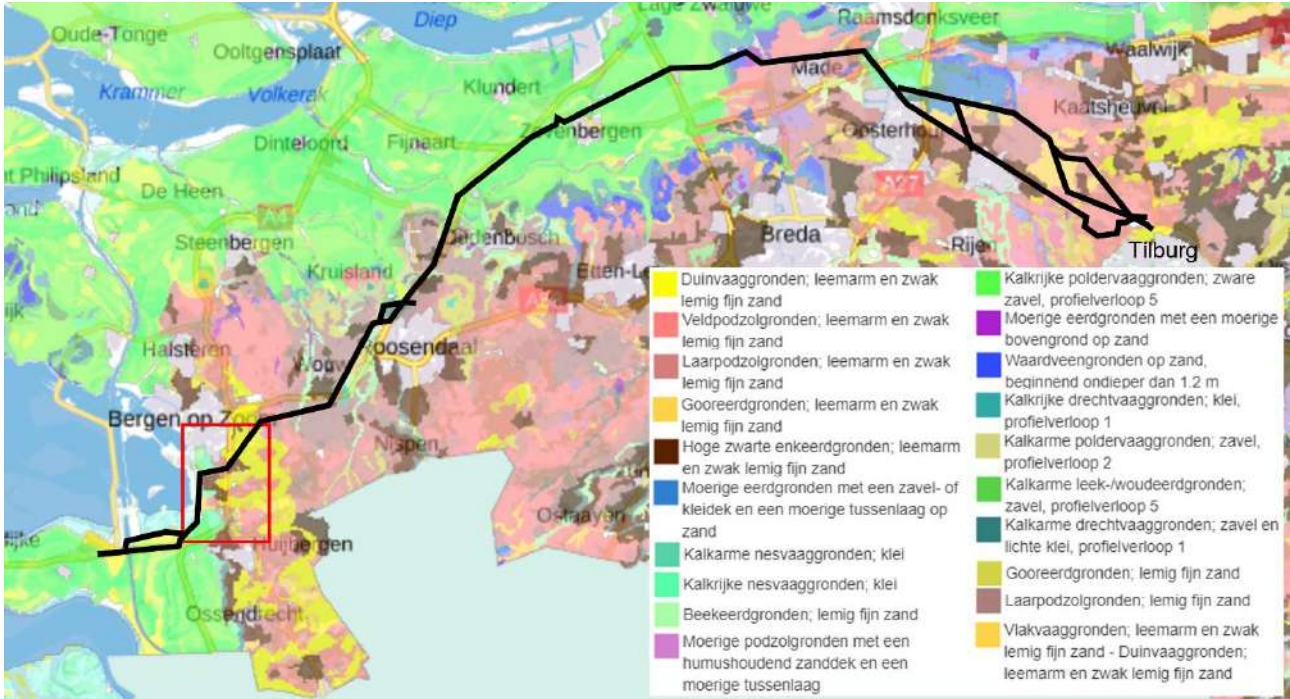 Diep
Lage Zwaluwe
Raamsdonksveer
Oude-Tonge
Ooltgensplaat
Waalwijk
Klundert
Made
Krammer
Volkerak
Kaatsheuvel
Zevenbergen
Dinteloord
Fijnaart
Oosterhout
Philipsland
De Heen
A27
A4
Steenbergen
Oudenbosch
Breda
Rijen
Tilburg
Kruisland
Etten-Le
Halsteren
Wouw
Roosendaal
Bergen op Zoom
Nispen
Huijbergen
Ossendrecht
Duinvaaggronden; leemarm en zwak
lemig fijn zand
Veldpodzolgronden; leemarm en zwak
lemig fijn zand
Laarpodzolgronden; leemarm en zwak
lemig fijn zand
Gooreerdgronden; leemarm en zwak
lemig fijn zand
Hoge zwarte enkeerdgronden; leemarm
en zwak lemig fijn zand
Moerige eerdgronden met een zavel- of
kleidek en een moerige tussenlaag op
zand
Kalkarme nesvaaggronden; klei
Kalkrijke nesvaaggronden; klei
Beekeerdgronden; lemig fijn zand
Moerige podzolgronden met een
humushoudend zanddek en een
moerige tussenlaag
Kalkrijke poldervaaggronden; zware
zavel, profielverloop 5
Moerige eerdgronden met een moerige
bovengrond op zand
Waardveengronden op zand,
beginnend ondieper dan 1.2 m
Kalkrijke drechtvaaggronden; klei,
profielverloop 1
Kalkarme poldervaaggronden; zavel,
profielverloop 2
Kalkarme leek-/woudeerdgronden;
zavel, profielverloop 5
Kalkarme drechtvaaggronden; zavel en
lichte klei, profielverloop 1
Gooreerdgronden; lemig fijn zand
Laarpodzolgronden; lemig fijn zand
Vlakvaaggronden; leemarm en zwak
lemig fijn zand - Duinvaaggronden;
leemarm en zwak lemig fijn zand